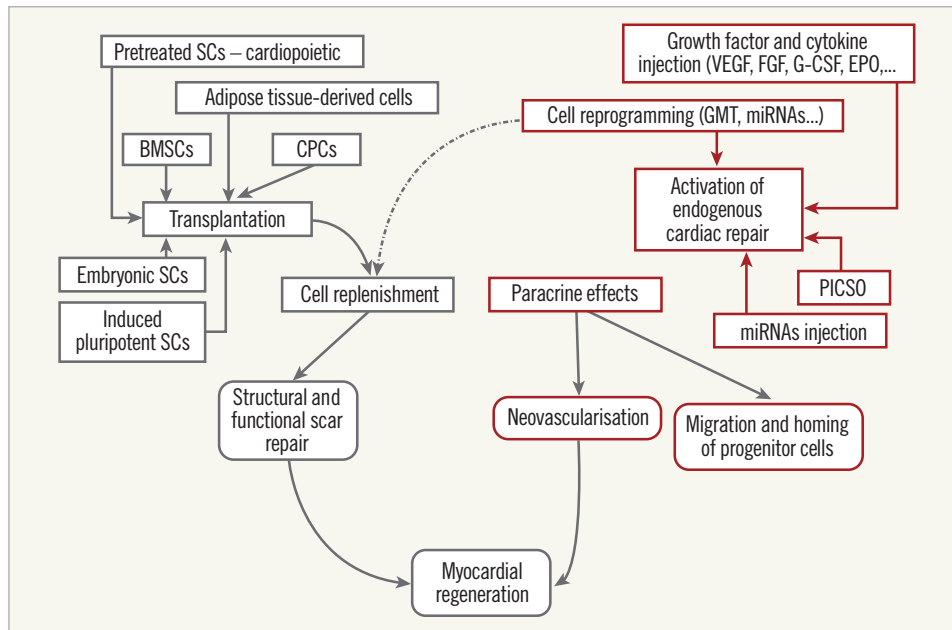 Pretreated SCs – cardiopoietic
Growth factor and cytokine
injection (VEGF, FGF, G-CSF, EPO,...
Adipose tissue-derived cells
Cell reprogramming (GMT, miRNAs...)
BMSCs
CPCs
Activation of
endogenous
cardiac repair
Transplantation
Embryonic SCs
Cell replenishment
Paracrine effects
PICSO
Induced
pluripotent SCs
miRNAs injection
Structural and
functional scar
repair
Neovascularisation
Migration and homing
of progenitor cells
Myocardial
regeneration